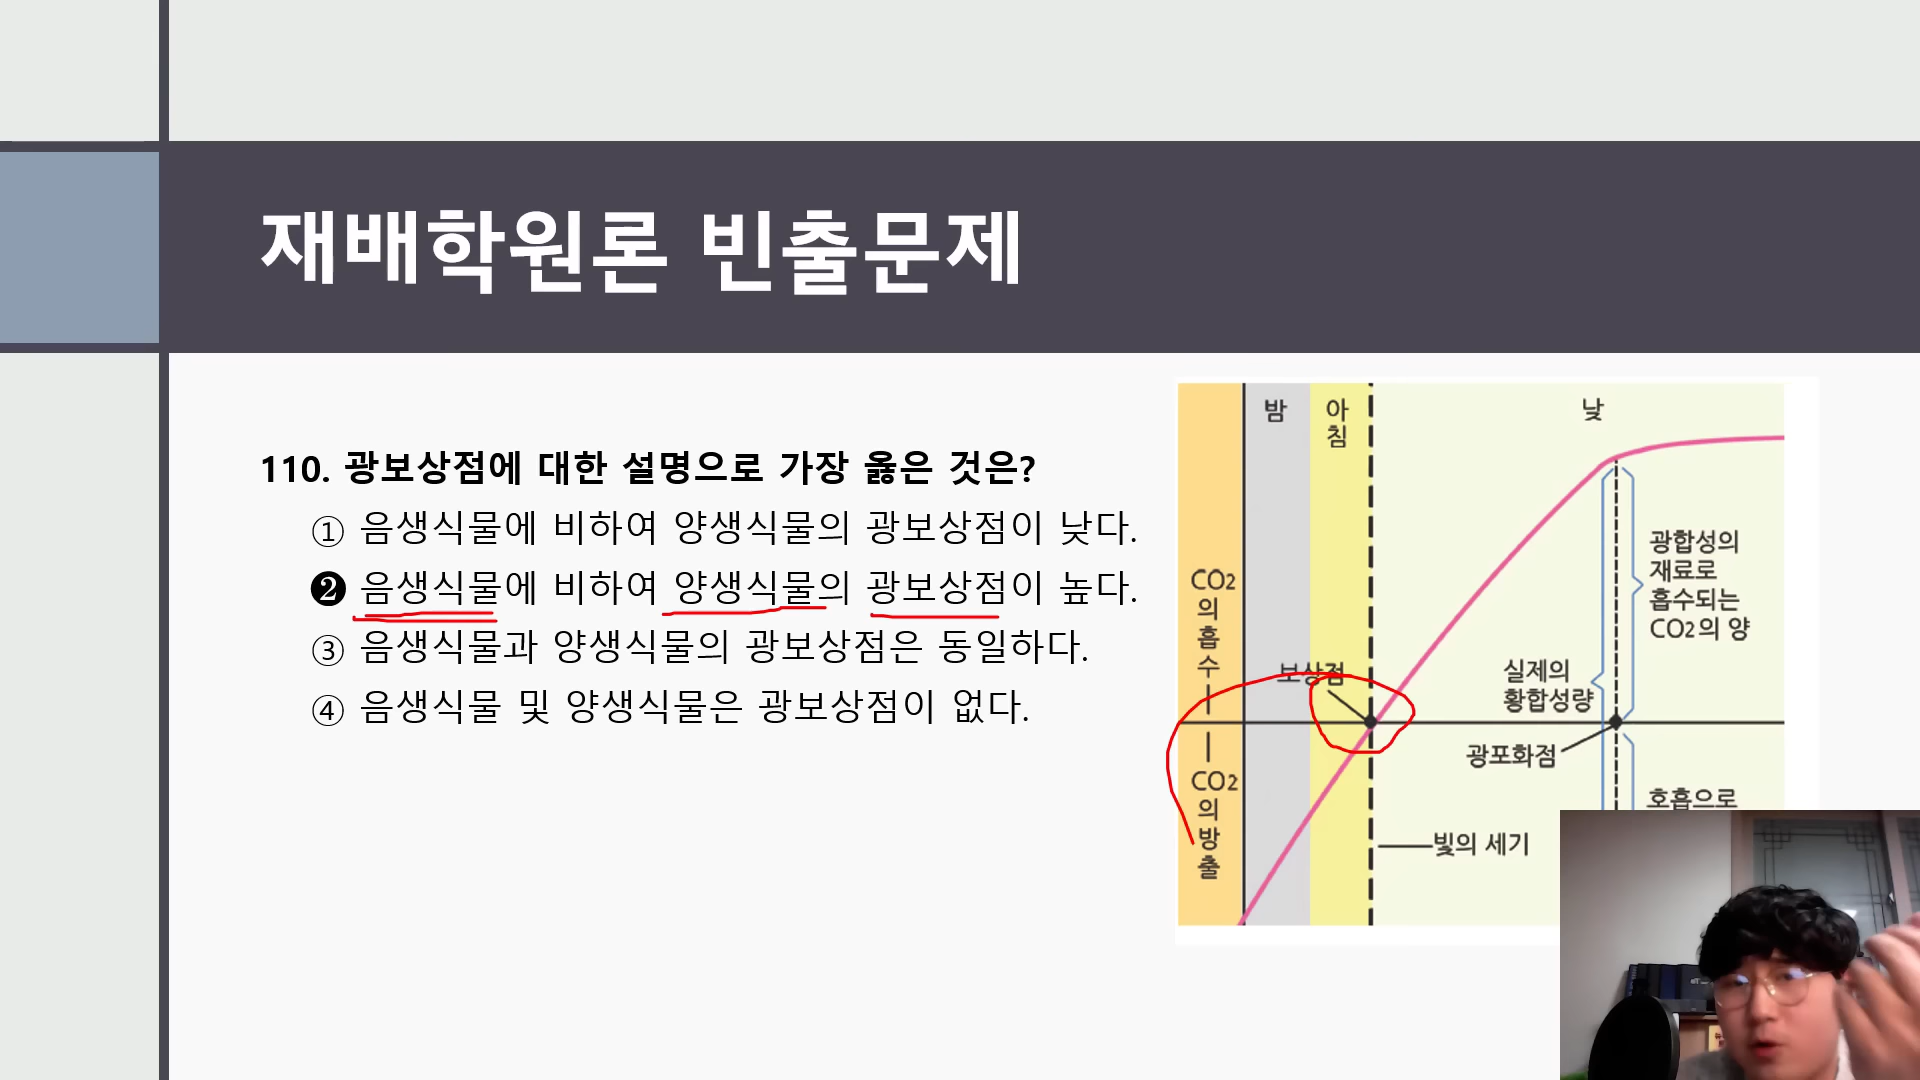 재배학원론 빈출문제
110. 광보상점에 대한 설명으로 가장 옳은 것은?
① 음생식물에 비하여 양생식물의 광보상점이 낮다.
❷ 음생식물에 비하여 양생식물의 광보상점이 높다.
③ 음생식물과 양생식물의 광보상점은 동일하다.
④ 음생식물 및 양생식물은 광보상점이 없다.
밤
아
침
낮
CO2
의
흡
수
CO2
의
방
출
보상점
광합성의
재료로
흡수되는
CO2의 양
실제의
황합성량
광포화점
호흡으로
빛의 세기